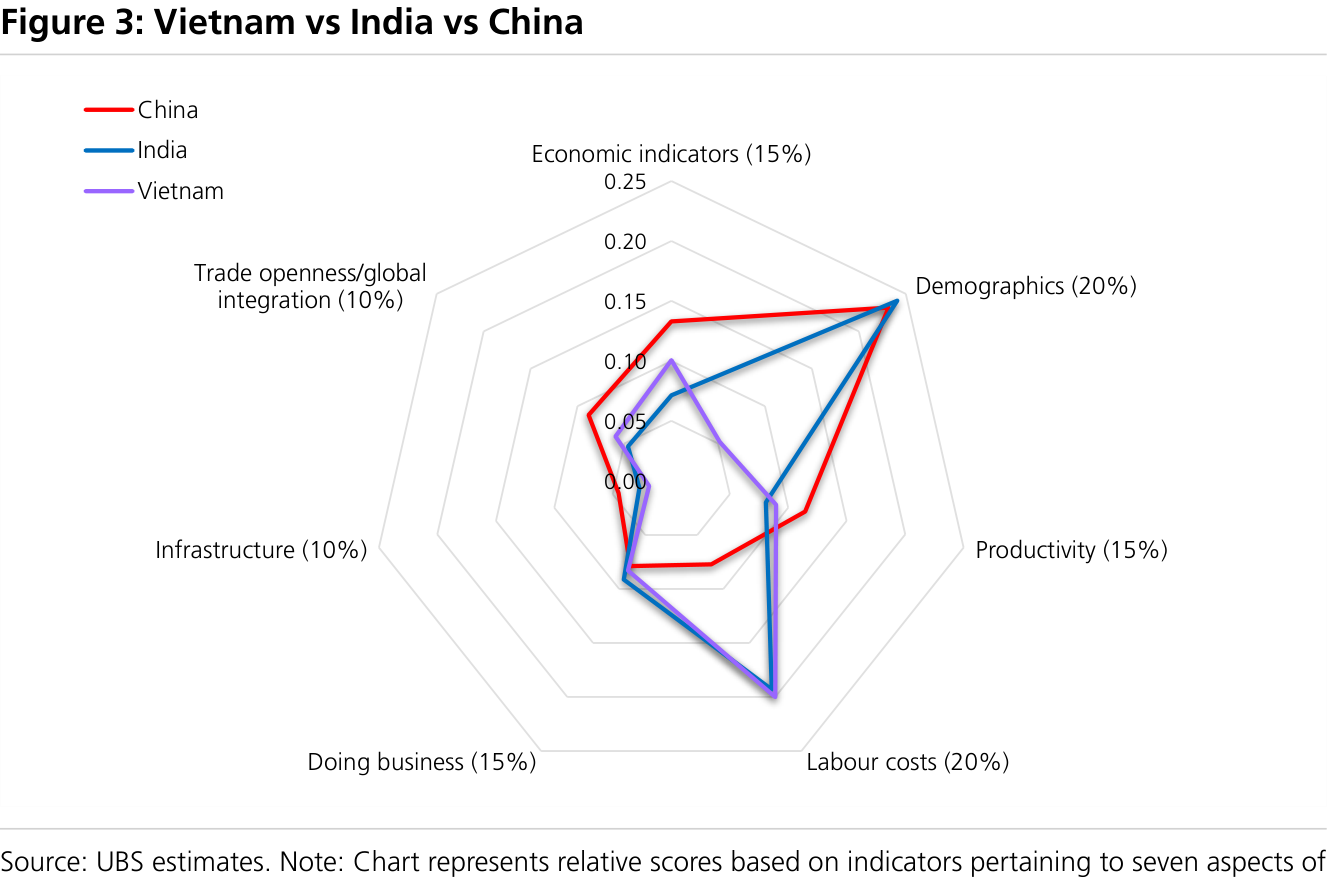 Figure 3: Vietnam vs India vs China
China
India
Vietnam
Economic indicators (15%)
0.25
0.20
0.15
0.10
0.05
0.00
Trade openness/global
integration (10%)
Demographics (20%)
Infrastructure (10%)
Productivity (15%)
Doing business (15%)
Labour costs (20%)
Source: UBS estimates. Note: Chart represents relative scores based on indicators pertaining to seven aspects of